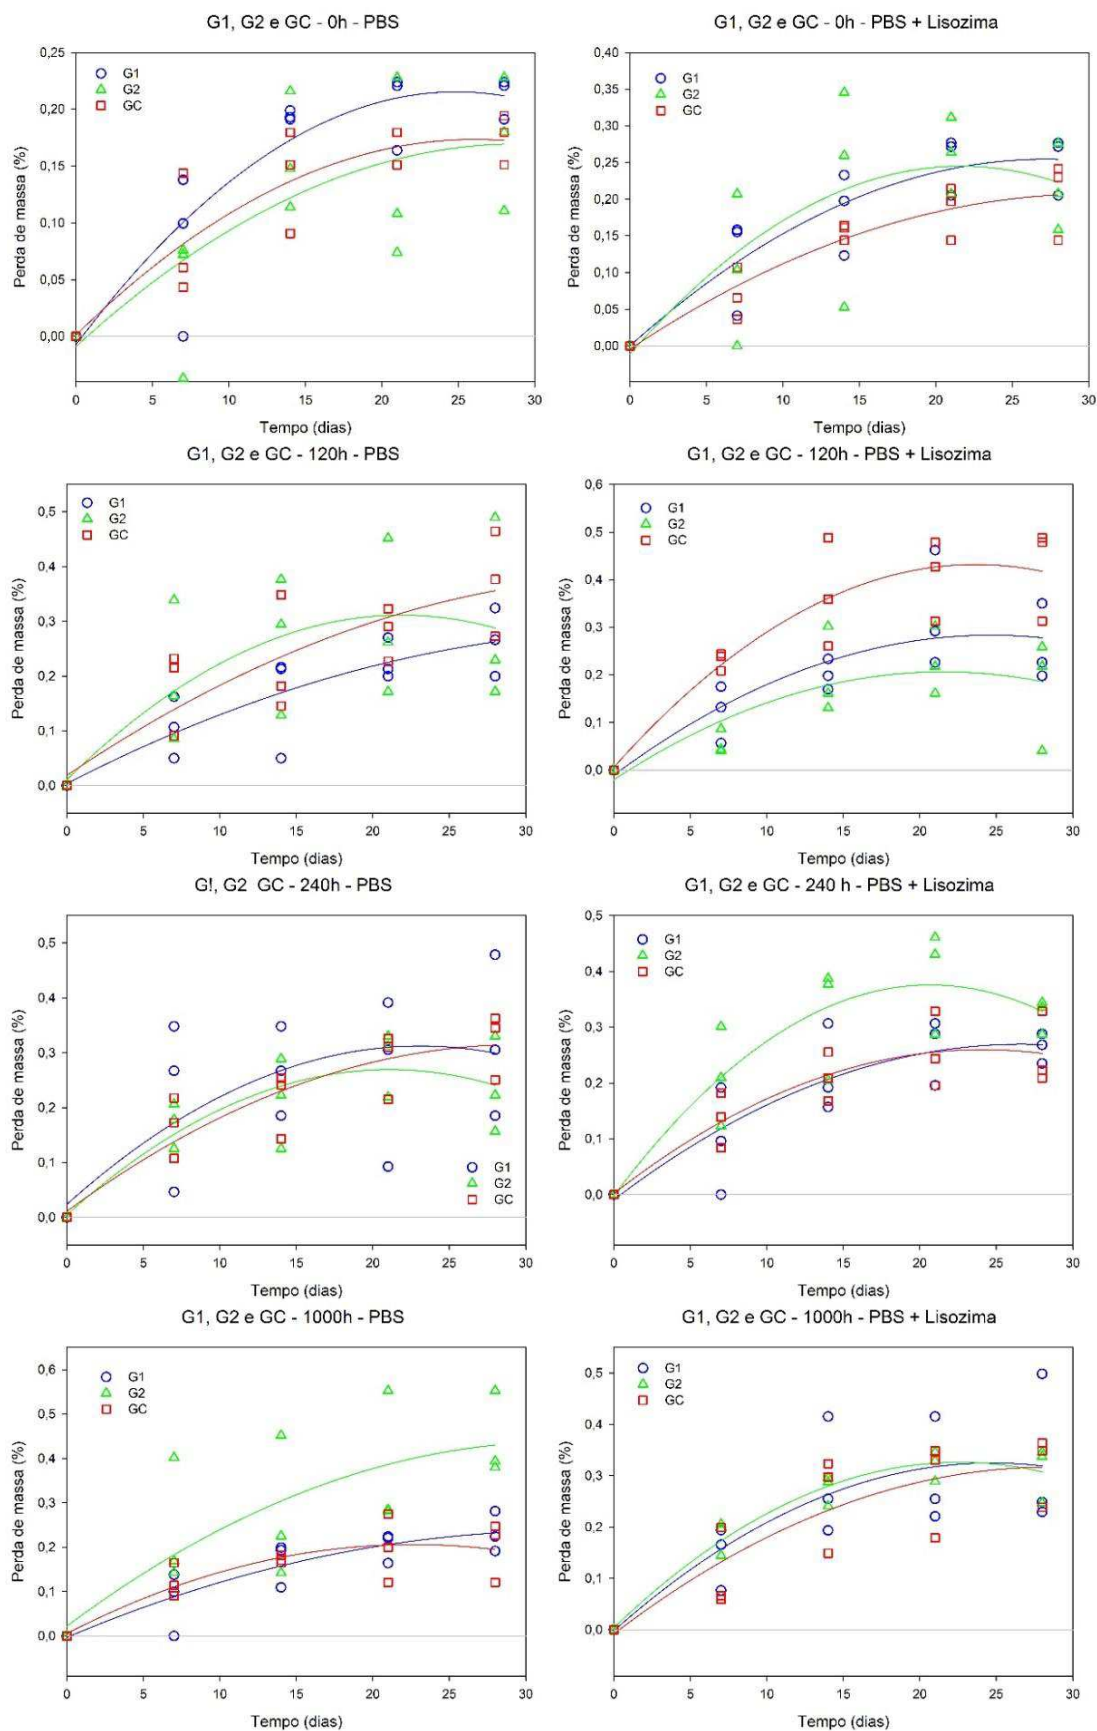 G1, G2 e GC - 0h - PBS
0,25
0,20
0,15
0,10
0,05
0,00
Perda de massa (%)
G1
G2
GC
0 5 10 15 20 25 30
Tempo (dias)
G1, G2 e GC - 0h - PBS + Lisozima
0,40
0,35
0,30
0,25
0,20
0,15
0,10
0,05
0,00
Perda de massa (%)
G1
G2
GC
0 5 10 15 20 25 30
Tempo (dias)
G1, G2 e GC - 120h - PBS
0,5
0,4
0,3
0,2
0,1
0,0
Perda de massa (%)
G1
G2
GC
0 5 10 15 20 25 30
Tempo (dias)
G1, G2 e GC - 120h - PBS + Lisozima
0,6
0,5
0,4
0,3
0,2
0,1
0,0
Perda de massa (%)
G1
G2
GC
0 5 10 15 20 25 30
Tempo (dias)
G!, G2 GC - 240h - PBS
0,5
0,4
0,3
0,2
0,1
0,0
Perda de massa (%)
G1
G2
GC
0 5 10 15 20 25 30
Tempo (dias)
G1, G2 e GC - 240 h - PBS + Lisozima
0,5
0,4
0,3
0,2
0,1
0,0
Perda de massa (%)
G1
G2
GC
0 5 10 15 20 25 30
Tempo (dias)
G1, G2 e GC - 1000h - PBS
0,6
0,5
0,4
0,3
0,2
0,1
0,0
Perda de massa (%)
G1
G2
GC
0 5 10 15 20 25 30
Tempo (dias)
G1, G2 e GC - 1000h - PBS + Lisozima
0,5
0,4
0,3
0,2
0,1
0,0
Perda de massa (%)
G1
G2
GC
0 5 10 15 20 25 30
Tempo (dias)